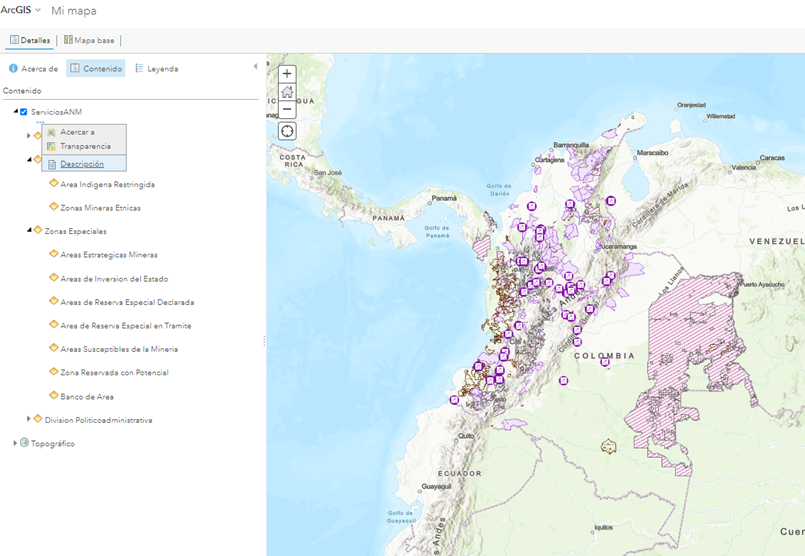 ArcGIS Mi mapa
Detalles
Mapa base
Acerca de
Contenido
Leyenda
Contenido
ServiciosANM
Acercar a
Transparencia
Descripción
Area Indigena Restringida
Zonas Mineras Etnicas
Zonas Especiales
Areas Estrategicas Mineras
Areas de Inversion del Estado
Areas de Reserva Especial Declarada
Area de Reserva Especial en Tramite
Areas Susceptibles de la Mineria
Zona Reservada con Potencial
Banco de Area
Division Politicoadministrativa
Topográfico
COSTA
RICA
San José
PANAMÁ
Panamá
Golfo de
Panamá
Golfo de
Darién
Barranquilla
Cartagena
Oranjestad
Willemstad
Maracaibo
Caracas
Valencia
Cordillera de Mérida
VENEZUE
Los Llanos
Puerto Ayacucho
COLOMBIA
Quito
ECUADOR
Guayaquil
Golfo de
Guayaquil
Iquitos